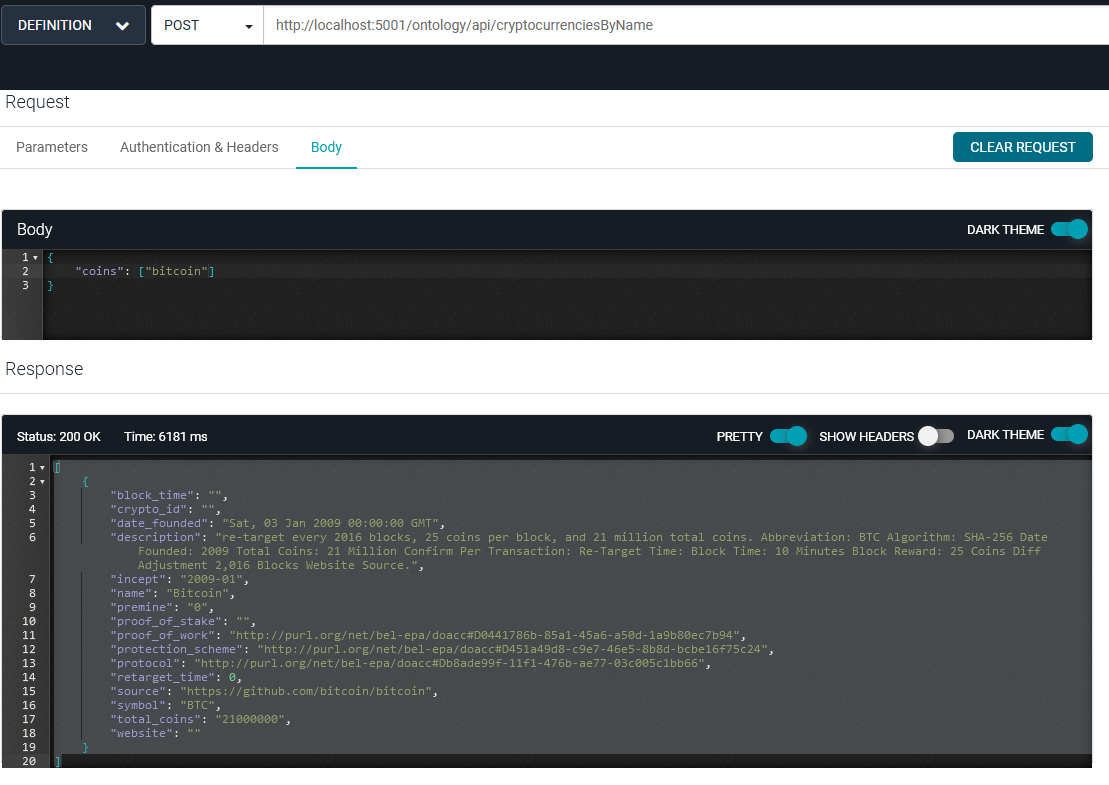 DEFINITION POST http://localhost:5001/ontology/api/cryptocurrenciesByName
Request
Parameters Authentication & Headers Body CLEAR REQUEST
Body DARK THEME
1 {
2 "coins": ["bitcoin"]
3 }
Response
Status: 200 OK Time: 6181 ms PRETTY SHOW HEADERS DARK THEME
1 [
2 {
3 "block_time": "",
4 "crypto_id": "",
5 "date_founded": "Sat, 03 Jan 2009 00:00:00 GMT",
6 "description": "re-target every 2016 blocks, 25 coins per block, and 21 million total coins. Abbreviation: BTC Algorithm: SHA-256 Date
Founded: 2009 Total Coins: 21 Million Confirm Per Transaction: Re-Target Time: Block Time: 10 Minutes Block Reward: 25 Coins Diff
Adjustment 2,016 Blocks Website Source.",
7 "incept": "2009-01",
8 "name": "Bitcoin",
9 "premine": "0",
10 "proof_of_stake": "",
11 "proof_of_work": "http://purl.org/net/bel-epa/doacc#D0441786b-85a1-45a6-a50d-1a9b80ec7b94",
12 "protection_scheme": "http://purl.org/net/bel-epa/doacc#D451a49d8-c9e7-46e5-8b8d-bcbe16f75c24",
13 "protocol": "http://purl.org/net/bel-epa/doacc#Db8ade99f-11f1-476b-ae77-03c005c1bb66",
14 "retarget_time": 0,
15 "source": "https://github.com/bitcoin/bitcoin",
16 "symbol": "BTC",
17 "total_coins": "21000000",
18 "website": ""
19 }
20 ]